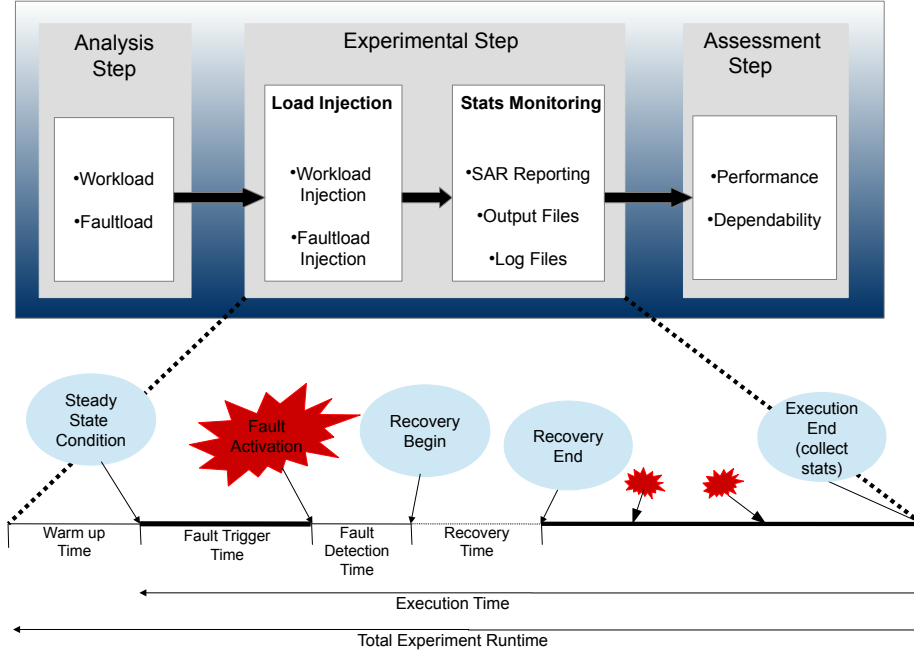 Analysis
Step
Experimental Step
Assessment
Step
•Workload
•Faultload
Load Injection
•Workload
Injection
•Faultload
Injection
Stats Monitoring
•SAR Reporting
•Output Files
•Log Files
•Performance
•Dependability
Steady
State
Condition
Fault
Activation
Recovery
Begin
Recovery
End
Execution
End
(collect
stats)
Warm up
Time
Fault Trigger
Time
Fault
Detection
Time
Recovery
Time
Execution Time
Total Experiment Runtime